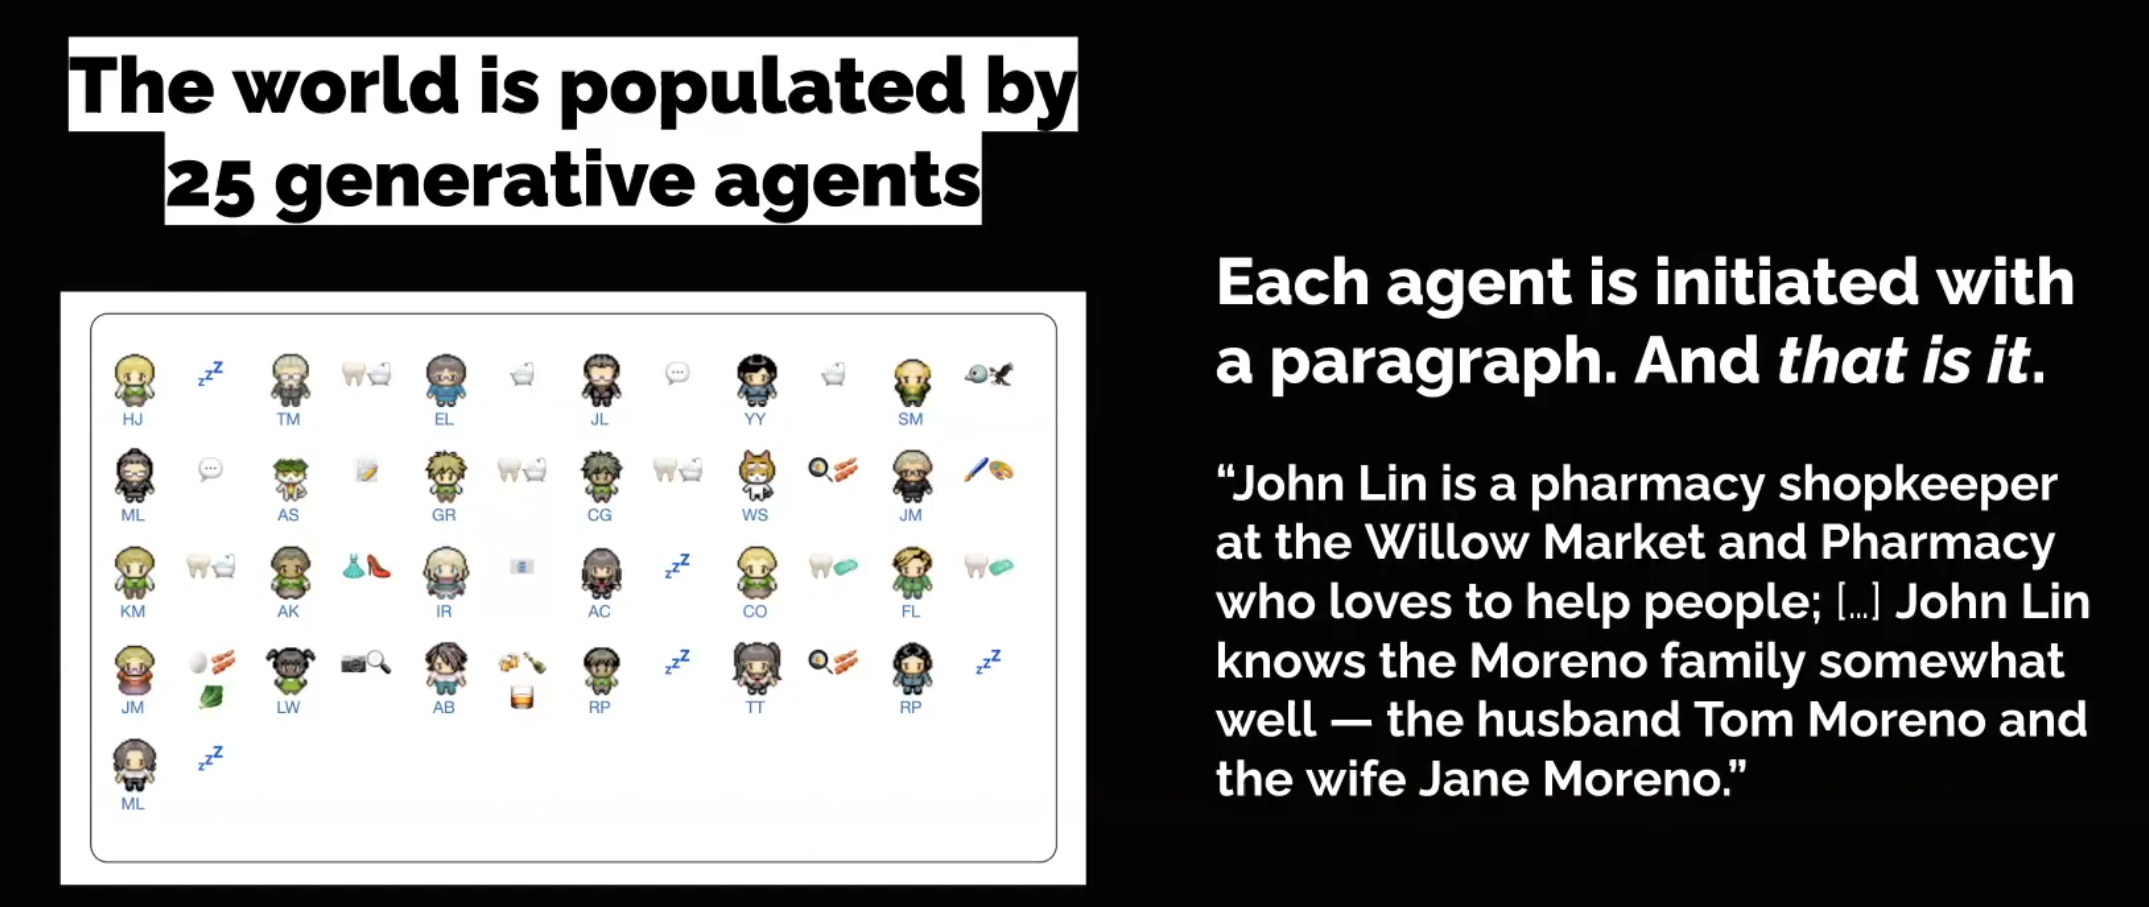 The world is populated by
25 generative agents
HJ TM EL JL YY SM
ML AS GR CG WS JM
KM AK IR AC CO FL
JM LW AB RP TT RP
ML
Each agent is initiated with
a paragraph. And that is it.
“John Lin is a pharmacy shopkeeper
at the Willow Market and Pharmacy
who loves to help people; [...] John Lin
knows the Moreno family somewhat
well — the husband Tom Moreno and
the wife Jane Moreno.”